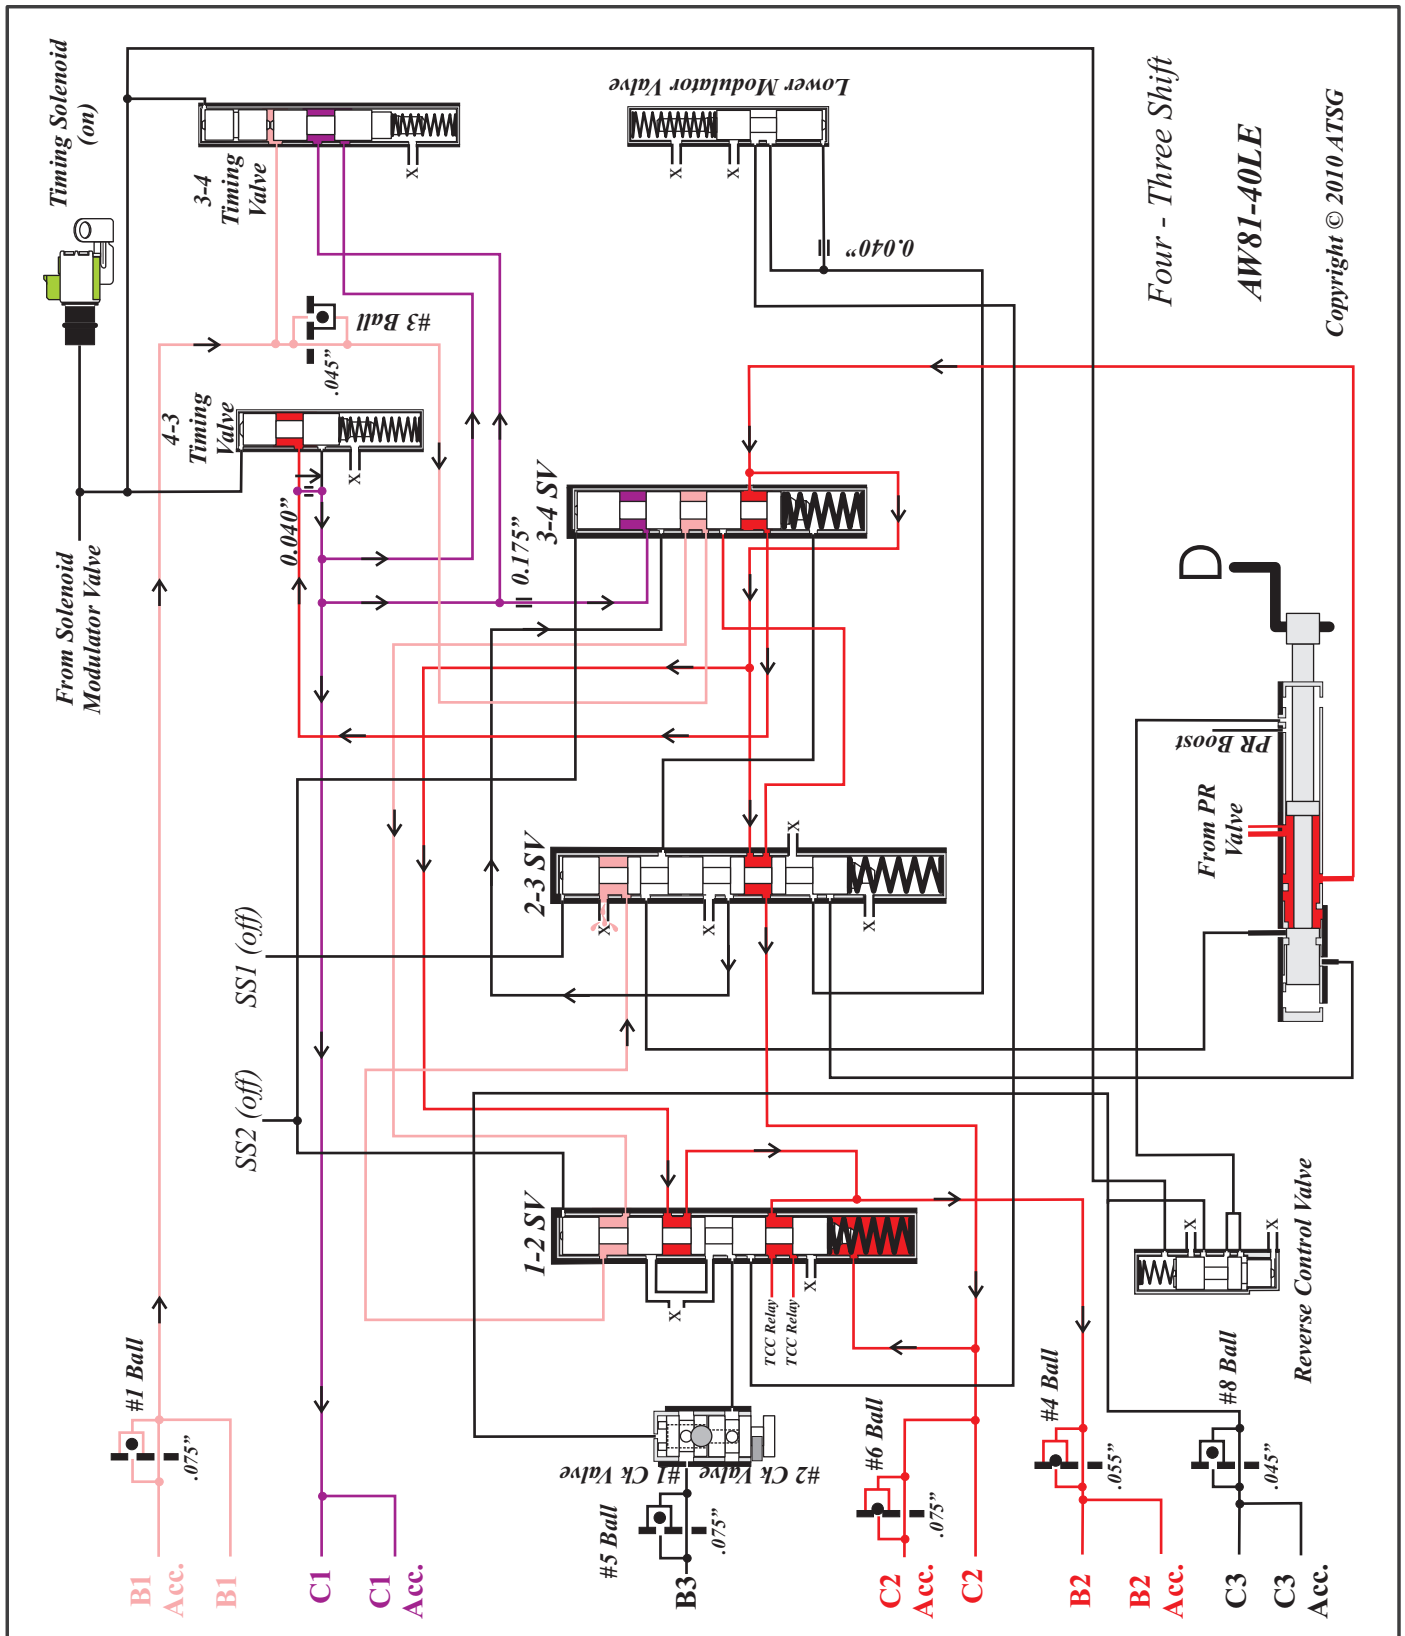 Timing Solenoid
(on)
3-4
Timing
Valve
X
Lower Modulator Valve
X
X
0.040”
Four - Three Shift
AW81-40LE
Copyright © 2010 ATSG
#3 Ball
.045”
4-3
Timing
Valve
X
0.040”
From Solenoid
Modulator Valve
3-4 SV
0.175”
D
PR Boost
From PR
Valve
2-3 SV
X
X
X
X
SS1 (off)
SS2 (off)
1-2 SV
X
X
TCC Relay
TCC Relay
X
X
Reverse Control Valve
#1 Ball
.075”
#1 Ck Valve
#2 Ck Valve
#5 Ball
.075”
#6 Ball
.075”
#4 Ball
.055”
#8 Ball
.045”
B1
Acc.
B1
C1
C1
Acc.
B3
C2
Acc.
C2
B2
B2
Acc.
C3
C3
Acc.